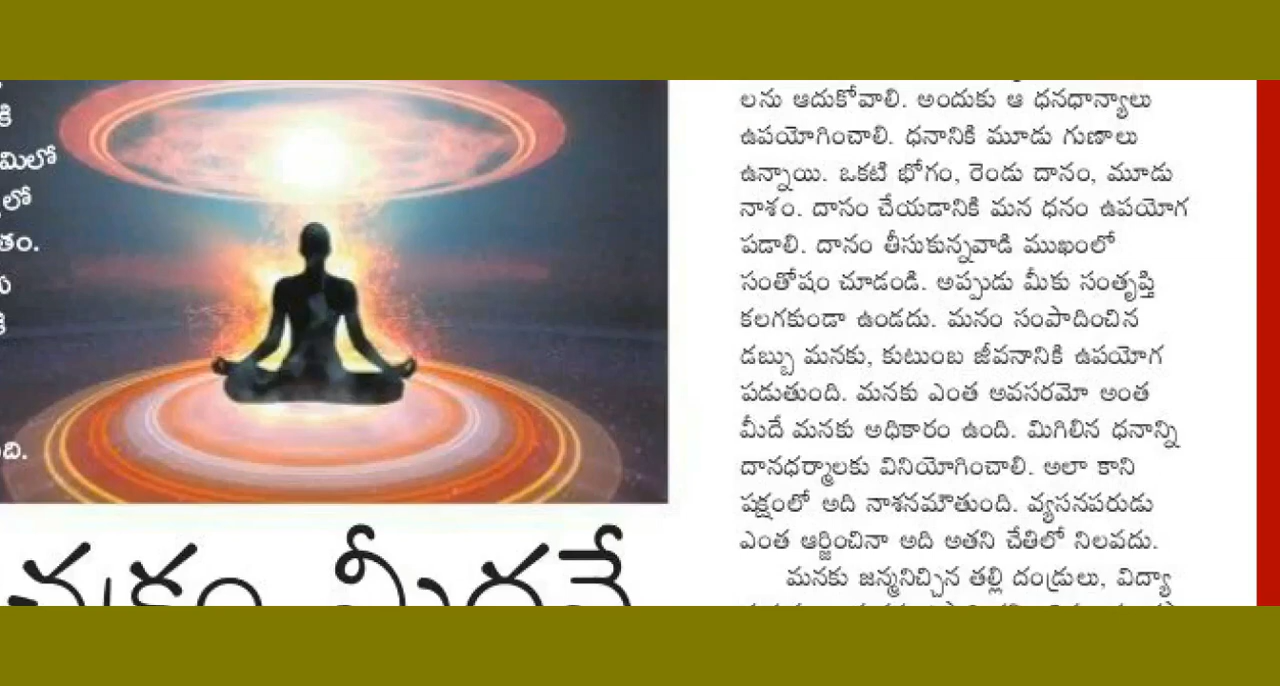 కి
మిలో
లో
తం.
ది.
చక్రం మీదనే
లను ఆదుకోవాలి. అందుకు ఆ ధనధాన్యాలు
ఉపయోగించాలి. ధనానికి మూడు గుణాలు
ఉన్నాయి. ఒకటి భోగం, రెండు దానం, మూడు
నాశం. దానం చేయడానికి మన ధనం ఉపయోగ
పడాలి. దానం తీసుకున్నవాడి ముఖంలో
సంతోషం చూడండి. అప్పుడు మీకు సంతృప్తి
కలగకుండా ఉండదు. మనం సంపాదించిన
డబ్బు మనకు, కుటుంబ జీవనానికి ఉపయోగ
పడుతుంది. మనకు ఎంత అవసరమో అంత
మీదే మనకు అధికారం ఉంది. మిగిలిన ధనాన్ని
దానధర్మాలకు వినియోగించాలి. అలా కాని
పక్షంలో అది నాశనమౌతుంది. వ్యసనపరుడు
ఎంత ఆర్జించినా అది అతని చేతిలో నిలవదు.
మనకు జన్మనిచ్చిన తల్లి దండ్రులు, విద్యా